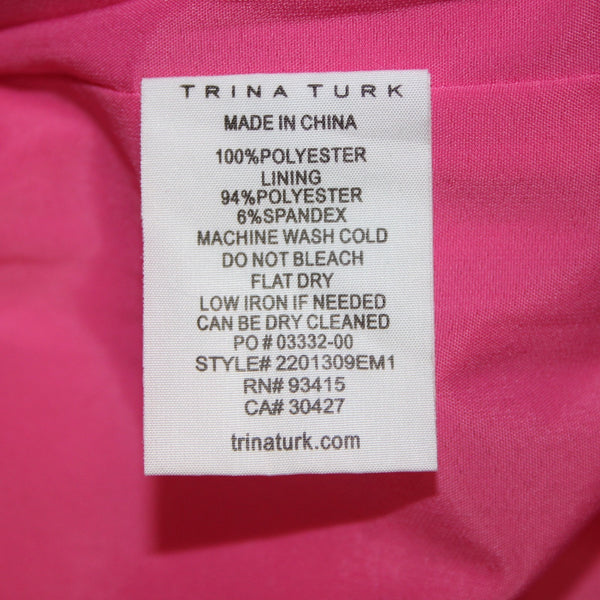 TRINA TURK
MADE IN CHINA
100%POLYESTER
LINING
94%POLYESTER
6%SPANDEX
MACHINE WASH COLD
DO NOT BLEACH
FLAT DRY
LOW IRON IF NEEDED
CAN BE DRY CLEANED
PO # 03332-00
STYLE# 2201309EM1
RN# 93415
CA# 30427
trinaturk.com